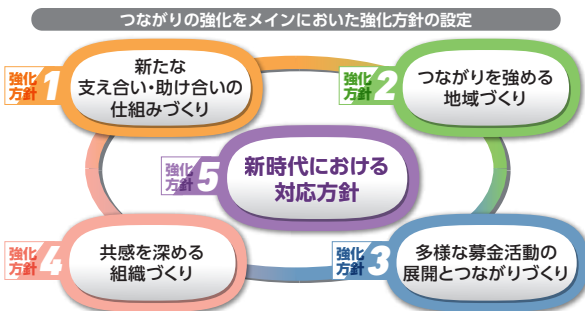 つながりの強化をメインにおいた強化方針の設定
強化
方針 1
新たな
支え合い・助け合いの
仕組みづくり
強化
方針 2
つながりを強める
地域づくり
強化
方針 5
新時代における
対応方針
強化
方針 4
共感を深める
組織づくり
強化
方針 3
多様な募金活動の
展開とつながりづくり